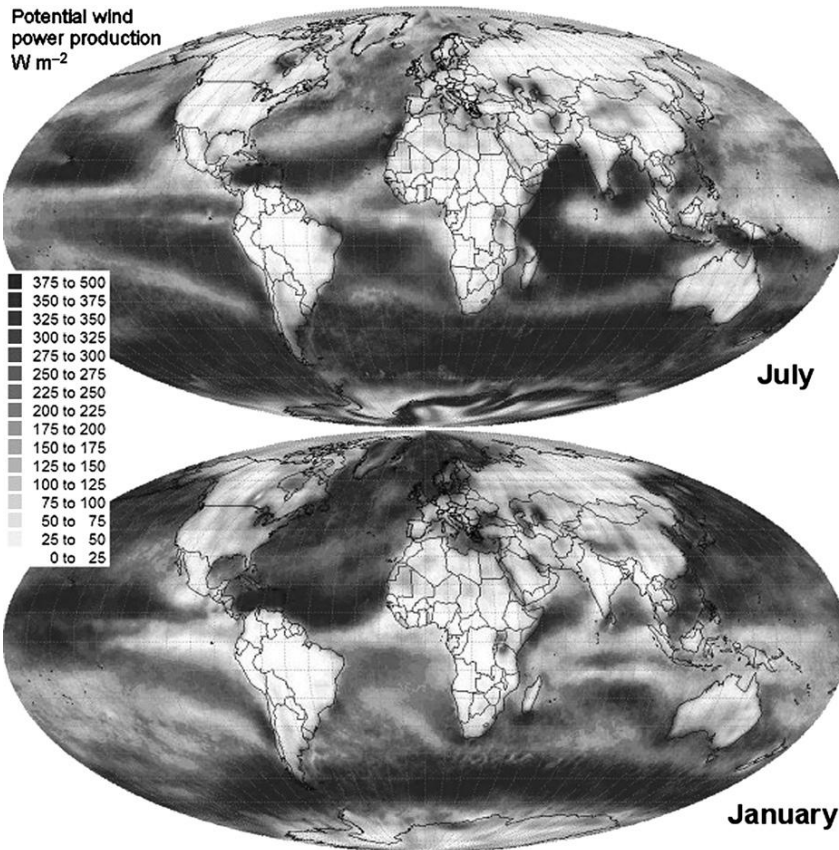 Potential wind
power production
W m⁻²
375 to 500
350 to 375
325 to 350
300 to 325
275 to 300
250 to 275
225 to 250
200 to 225
175 to 200
150 to 175
125 to 150
100 to 125
75 to 100
50 to 75
25 to 50
0 to 25
July
January